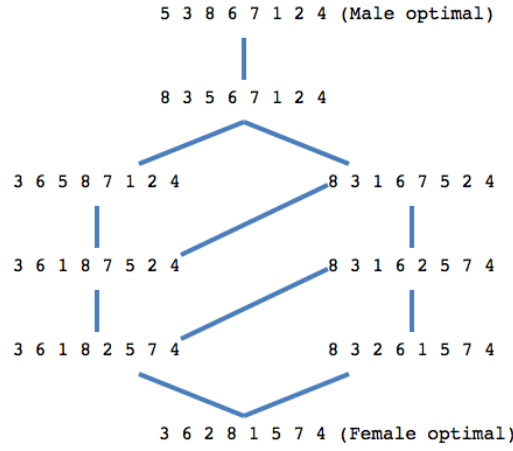 5 3 8 6 7 1 2 4 (Male optimal)
8 3 5 6 7 1 2 4
3 6 5 8 7 1 2 4
8 3 1 6 7 5 2 4
3 6 1 8 7 5 2 4
8 3 1 6 2 5 7 4
3 6 1 8 2 5 7 4
8 3 2 6 1 5 7 4
3 6 2 8 1 5 7 4 (Female optimal)